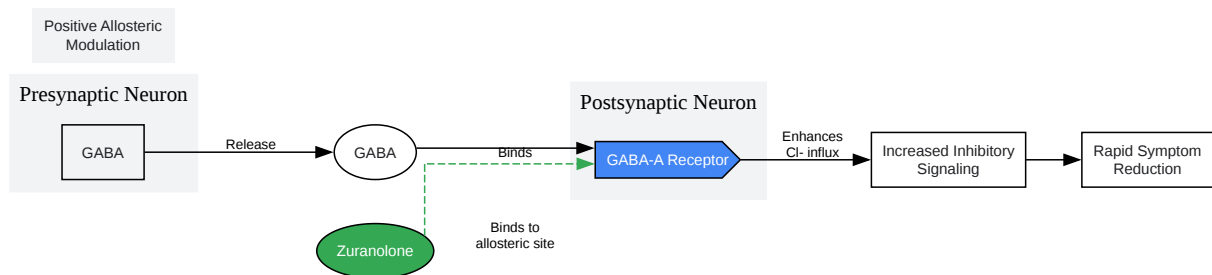 Positive Allosteric
Modulation
Presynaptic Neuron
GABA
Release
GABA
Binds
Zuranolone
Binds to
allosteric site
Postsynaptic Neuron
GABA-A Receptor
Enhances
Cl- influx
Increased Inhibitory
Signaling
Rapid Symptom
Reduction